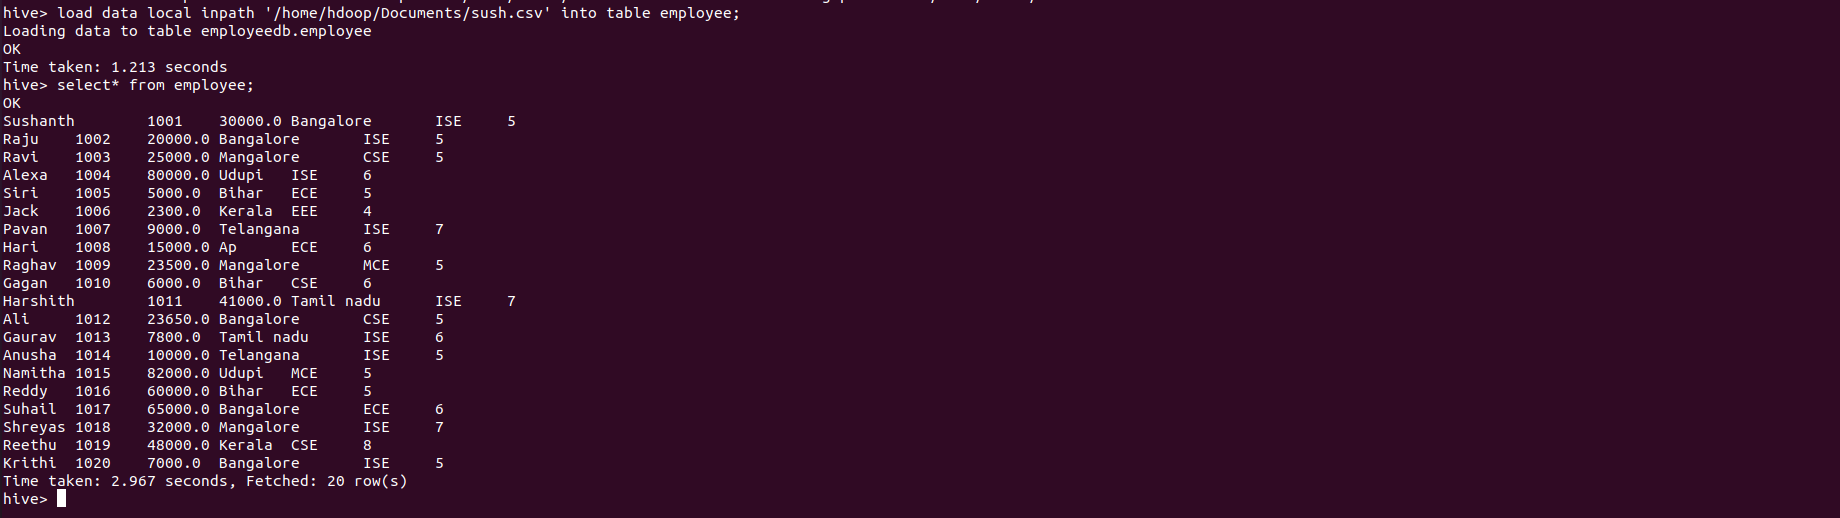 hive> load data local inpath '/home/hdoop/Documents/sush.csv' into table employee;
Loading data to table employeedb.employee
OK
Time taken: 1.213 seconds
hive> select* from employee;
OK
Sushanth        1001    30000.0 Bangalore       ISE     5
Raju    1002    20000.0 Bangalore       ISE     5
Ravi    1003    25000.0 Mangalore       CSE     5
Alexa   1004    80000.0 Udupi   ISE     6
Siri    1005    5000.0  Bihar   ECE     5
Jack    1006    2300.0  Kerala  EEE     4
Pavan   1007    9000.0  Telangana       ISE     7
Hari    1008    15000.0 Ap      ECE     6
Raghav  1009    23500.0 Mangalore       MCE     5
Gagan   1010    6000.0  Bihar   CSE     6
Harshith        1011    41000.0 Tamil nadu      ISE     7
Ali     1012    23650.0 Bangalore       CSE     5
Gaurav  1013    7800.0  Tamil nadu      ISE     6
Anusha  1014    10000.0 Telangana       ISE     5
Namitha 1015    82000.0 Udupi   MCE     5
Reddy   1016    60000.0 Bihar   ECE     5
Suhail  1017    65000.0 Bangalore       ECE     6
Shreyas 1018    32000.0 Mangalore       ISE     7
Reethu  1019    48000.0 Kerala  CSE     8
Krithi  1020    7000.0  Bangalore       ISE     5
Time taken: 2.967 seconds, Fetched: 20 row(s)
hive>